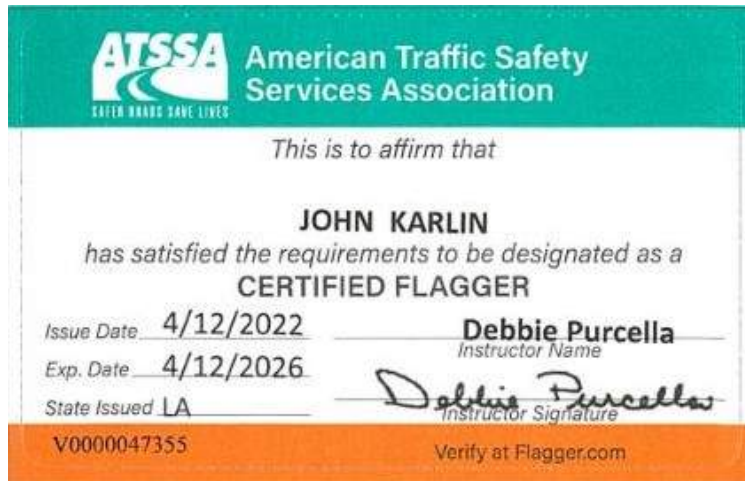 ATSSA
SAFER ROADS SAVE LIVES
American Traffic Safety
Services Association
This is to affirm that
JOHN KARLIN
has satisfied the requirements to be designated as a
CERTIFIED FLAGGER
Issue Date 4/12/2022
Debbie Purcella
Instructor Name
Exp. Date 4/12/2026
Debbie Purcella
Instructor Signature
State Issued LA
V0000047355
Verify at Flagger.com